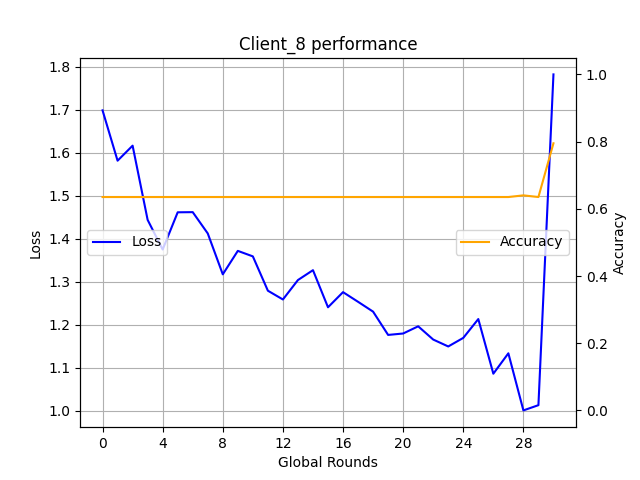 Client_8 performance
1.8
1.7
1.6
1.5
1.4
1.3
1.2
1.1
1.0
Loss
Loss
Accuracy
1.0
0.8
0.6
0.4
0.2
0.0
Accuracy
0 4 8 12 16 20 24 28
Global Rounds